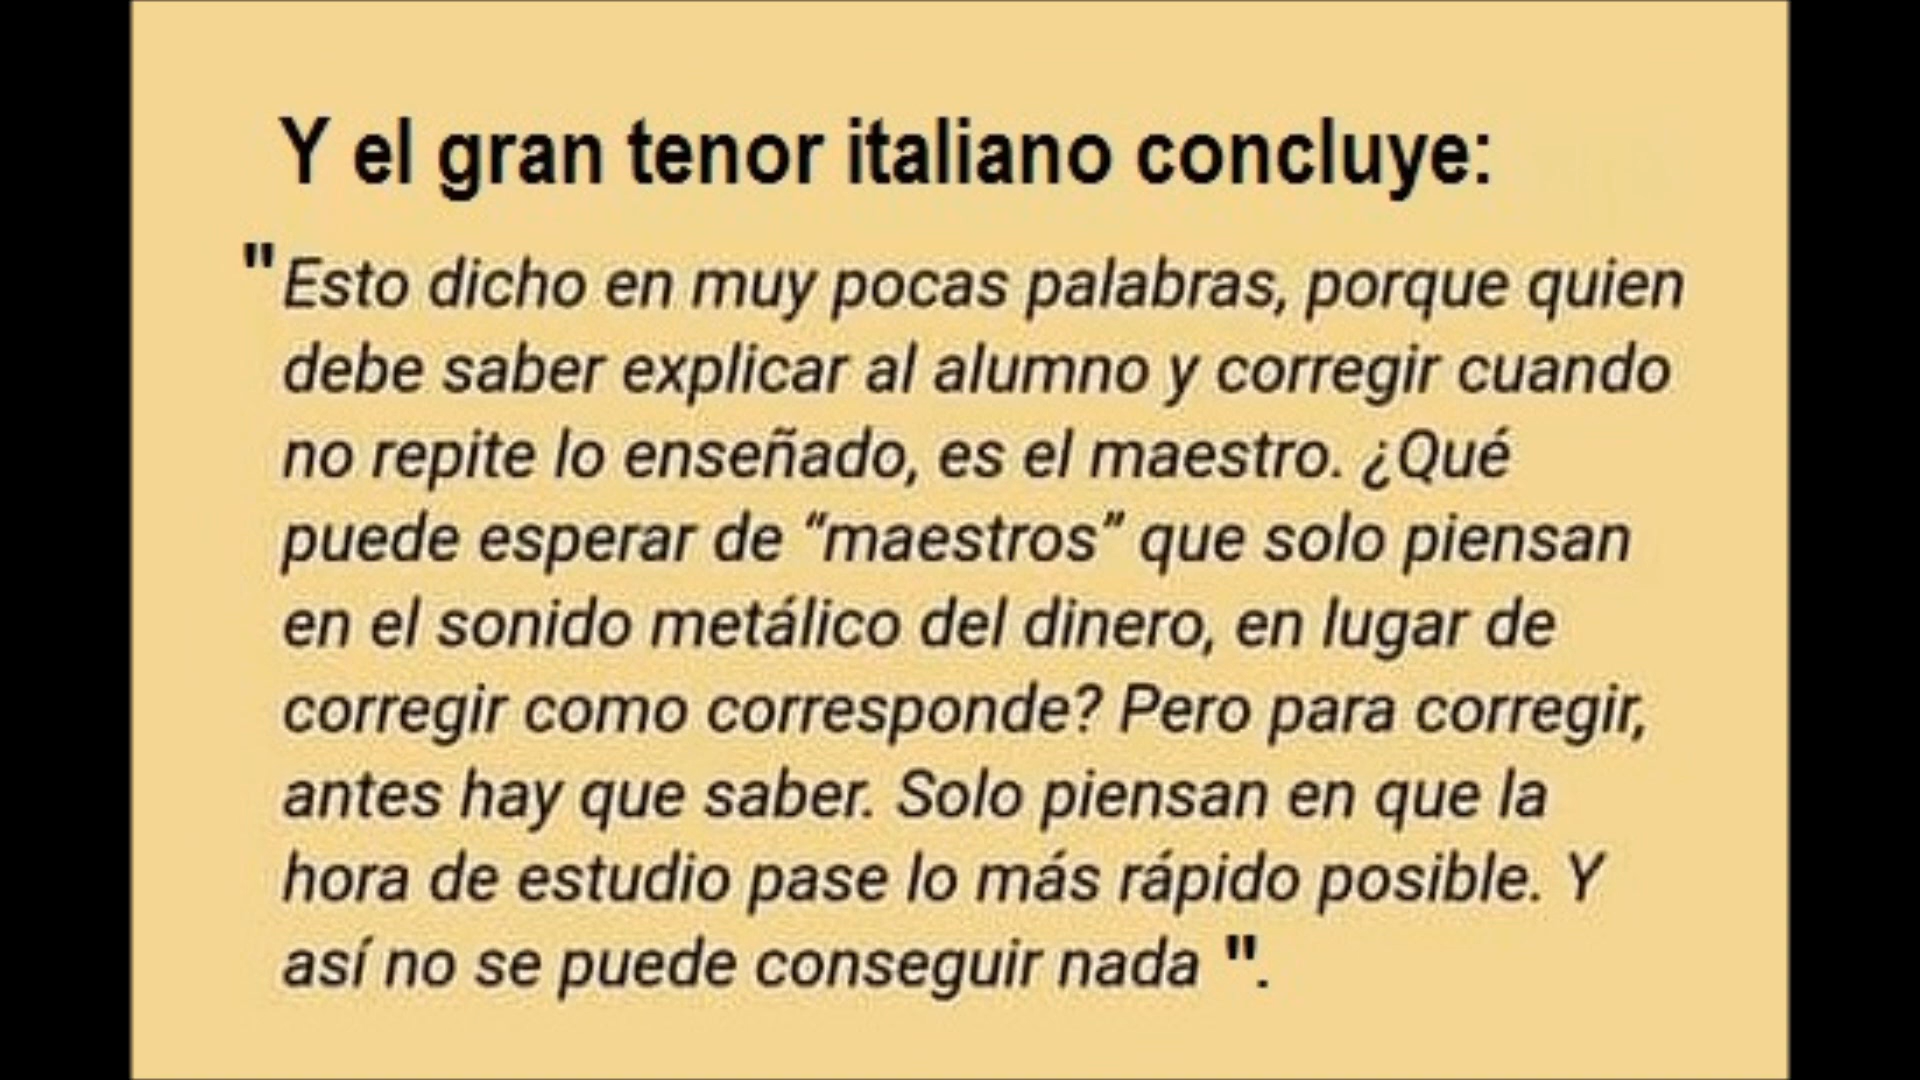 Y el gran tenor italiano concluye:
"Esto dicho en muy pocas palabras, porque quien
debe saber explicar al alumno y corregir cuando
no repite lo enseñado, es el maestro. ¿Qué
puede esperar de “maestros” que solo piensan
en el sonido metálico del dinero, en lugar de
corregir como corresponde? Pero para corregir,
antes hay que saber. Solo piensan en que la
hora de estudio pase lo más rápido posible. Y
así no se puede conseguir nada ".